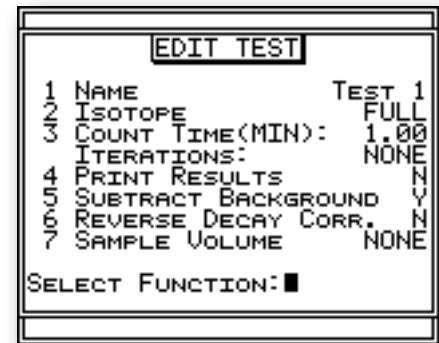 EDIT TEST
1 NAME TEST 1
2 ISOTOPE FULL
3 COUNT TIME(MIN): 1.00
ITERATIONS: NONE
4 PRINT RESULTS N
5 SUBTRACT BACKGROUND Y
6 REVERSE DECAY CORR. N
7 SAMPLE VOLUME NONE
SELECT FUNCTION: